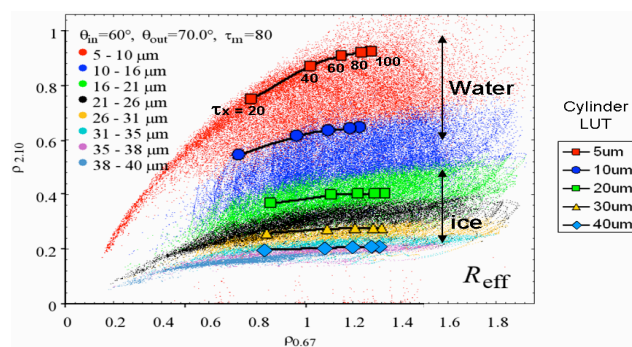 θin=60°, θout=70.0°, τm=80
5 - 10 μm
10 - 16 μm
16 - 21 μm
21 - 26 μm
26 - 31 μm
31 - 35 μm
35 - 38 μm
38 - 40 μm
τx = 20
40
60
80
100
Water
ice
Reff
1
0.8
0.6
0.4
0.2
0
ρ2.10
0
0.2
0.4
0.6
0.8
1
1.2
1.4
1.6
1.8
ρ0.67
Cylinder
LUT
5um
10um
20um
30um
40um